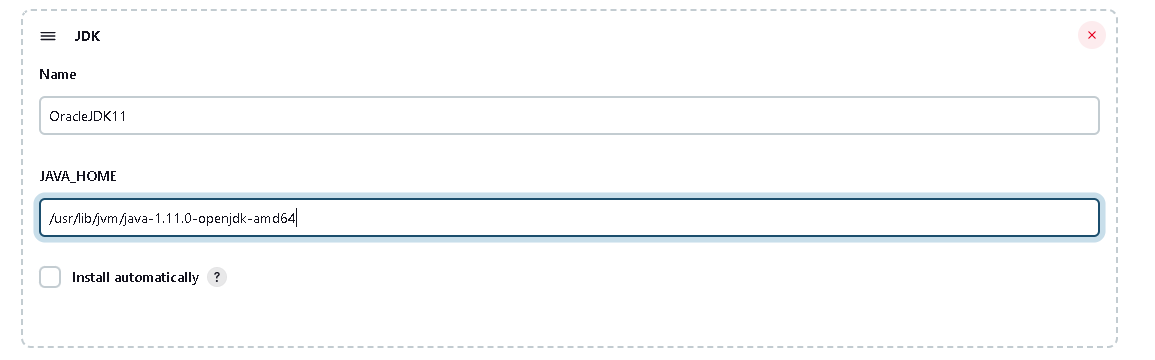 JDK
Name
OracleJDK11
JAVA_HOME
/usr/lib/jvm/java-1.11.0-openjdk-amd64
Install automatically ?